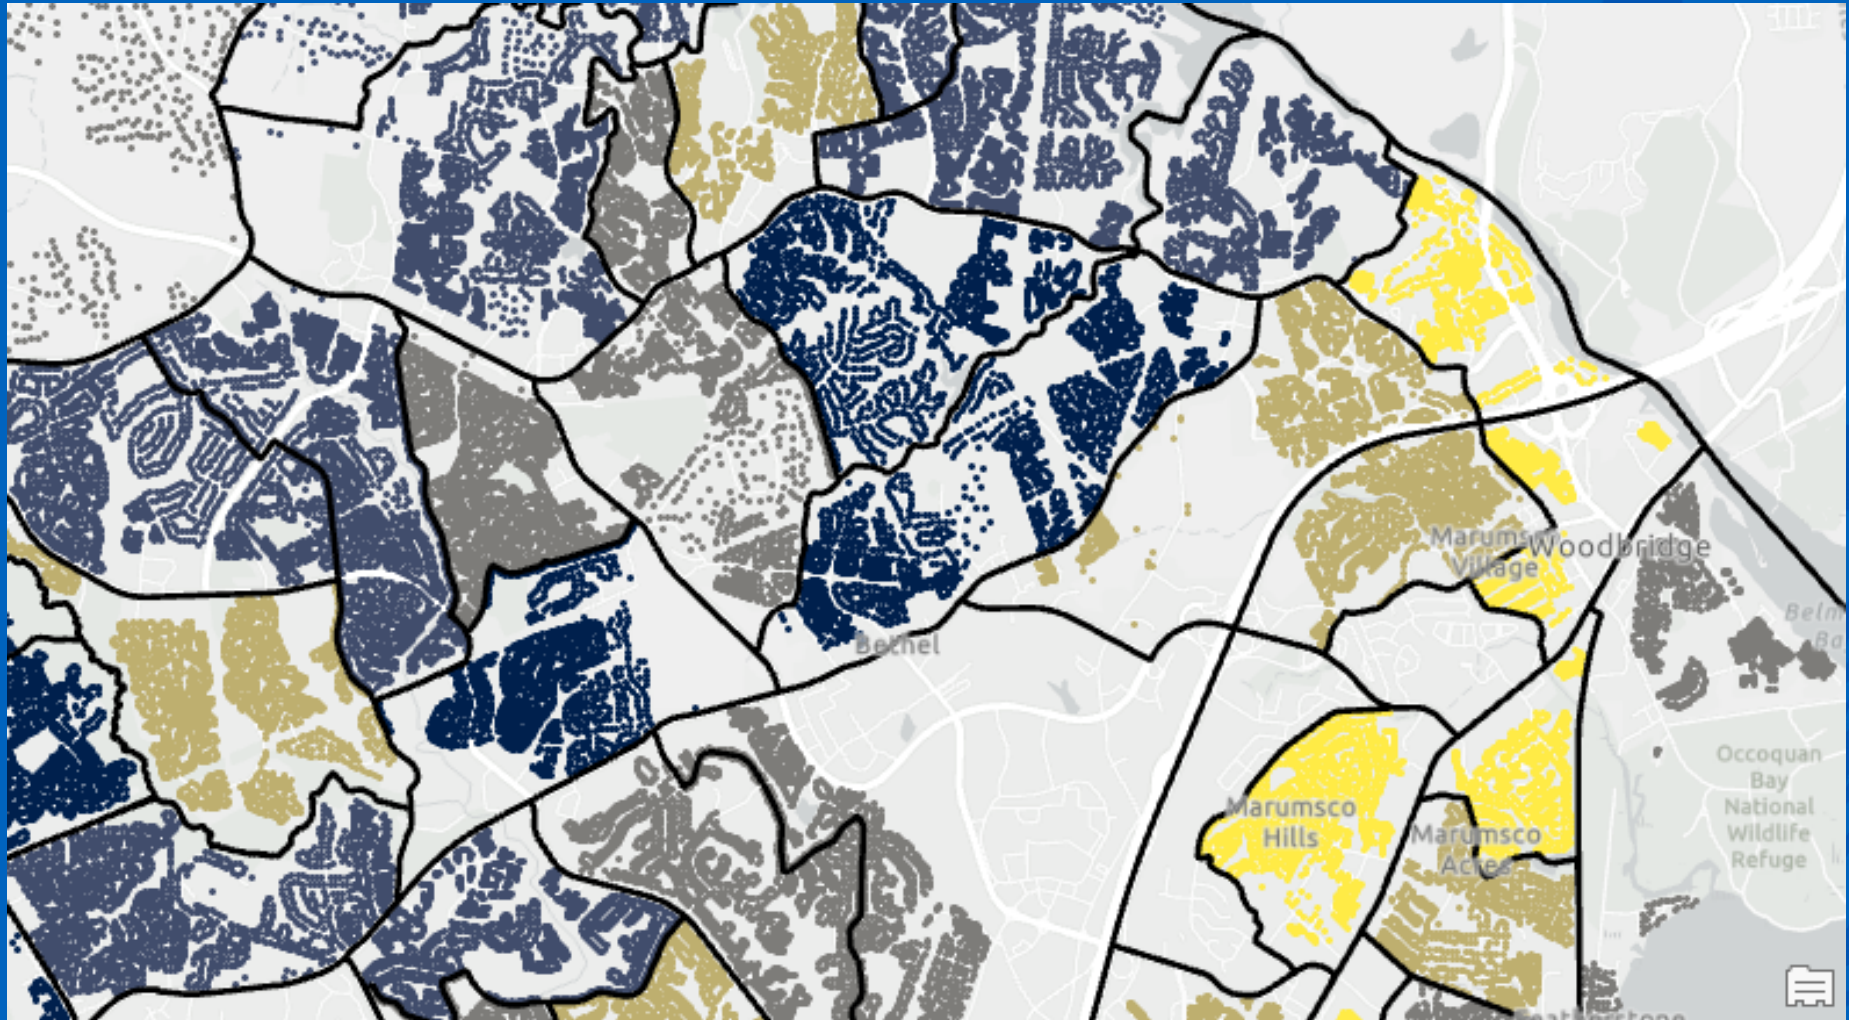 Marumsco
Village
Woodbridge
Bethel
Marumsco
Hills
Marumsco
Acres
Occoquan
Bay
National
Wildlife
Refuge